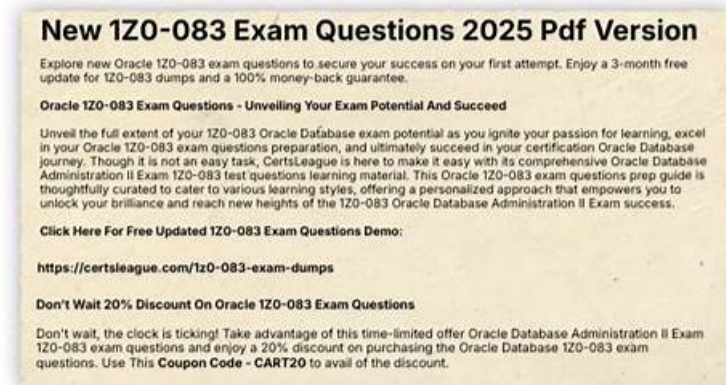 New 1Z0-083 Exam Questions 2025 Pdf Version
Explore new Oracle 1Z0-083 exam questions to secure your success on your first attempt. Enjoy a 3-month free
update for 1Z0-083 dumps and a 100% money-back guarantee.
Oracle 1Z0-083 Exam Questions - Unveiling Your Exam Potential And Succeed
Unveil the full extent of your 1Z0-083 Oracle Database exam potential as you ignite your passion for learning, excel
in your Oracle 1Z0-083 exam questions preparation, and ultimately succeed in your certification Oracle Database
journey. Though it is not an easy task, CertsLeague is here to make it easy with its comprehensive Oracle Database
Administration II Exam 1Z0-083 test questions learning material. This Oracle 1Z0-083 exam questions prep guide is
thoughtfully curated to cater to various learning styles, offering a personalized approach that empowers you to
unlock your brilliance and reach new heights of the 1Z0-083 Oracle Database Administration II Exam success.
Click Here For Free Updated 1Z0-083 Exam Questions Demo:
https://certsleague.com/1z0-083-exam-dumps
Don't Wait 20% Discount On Oracle 1Z0-083 Exam Questions
Don't wait, the clock is ticking! Take advantage of this time-limited offer Oracle Database Administration II Exam
1Z0-083 exam questions and enjoy a 20% discount on purchasing the Oracle Database 1Z0-083 exam
questions. Use This Coupon Code - CART20 to avail of the discount.